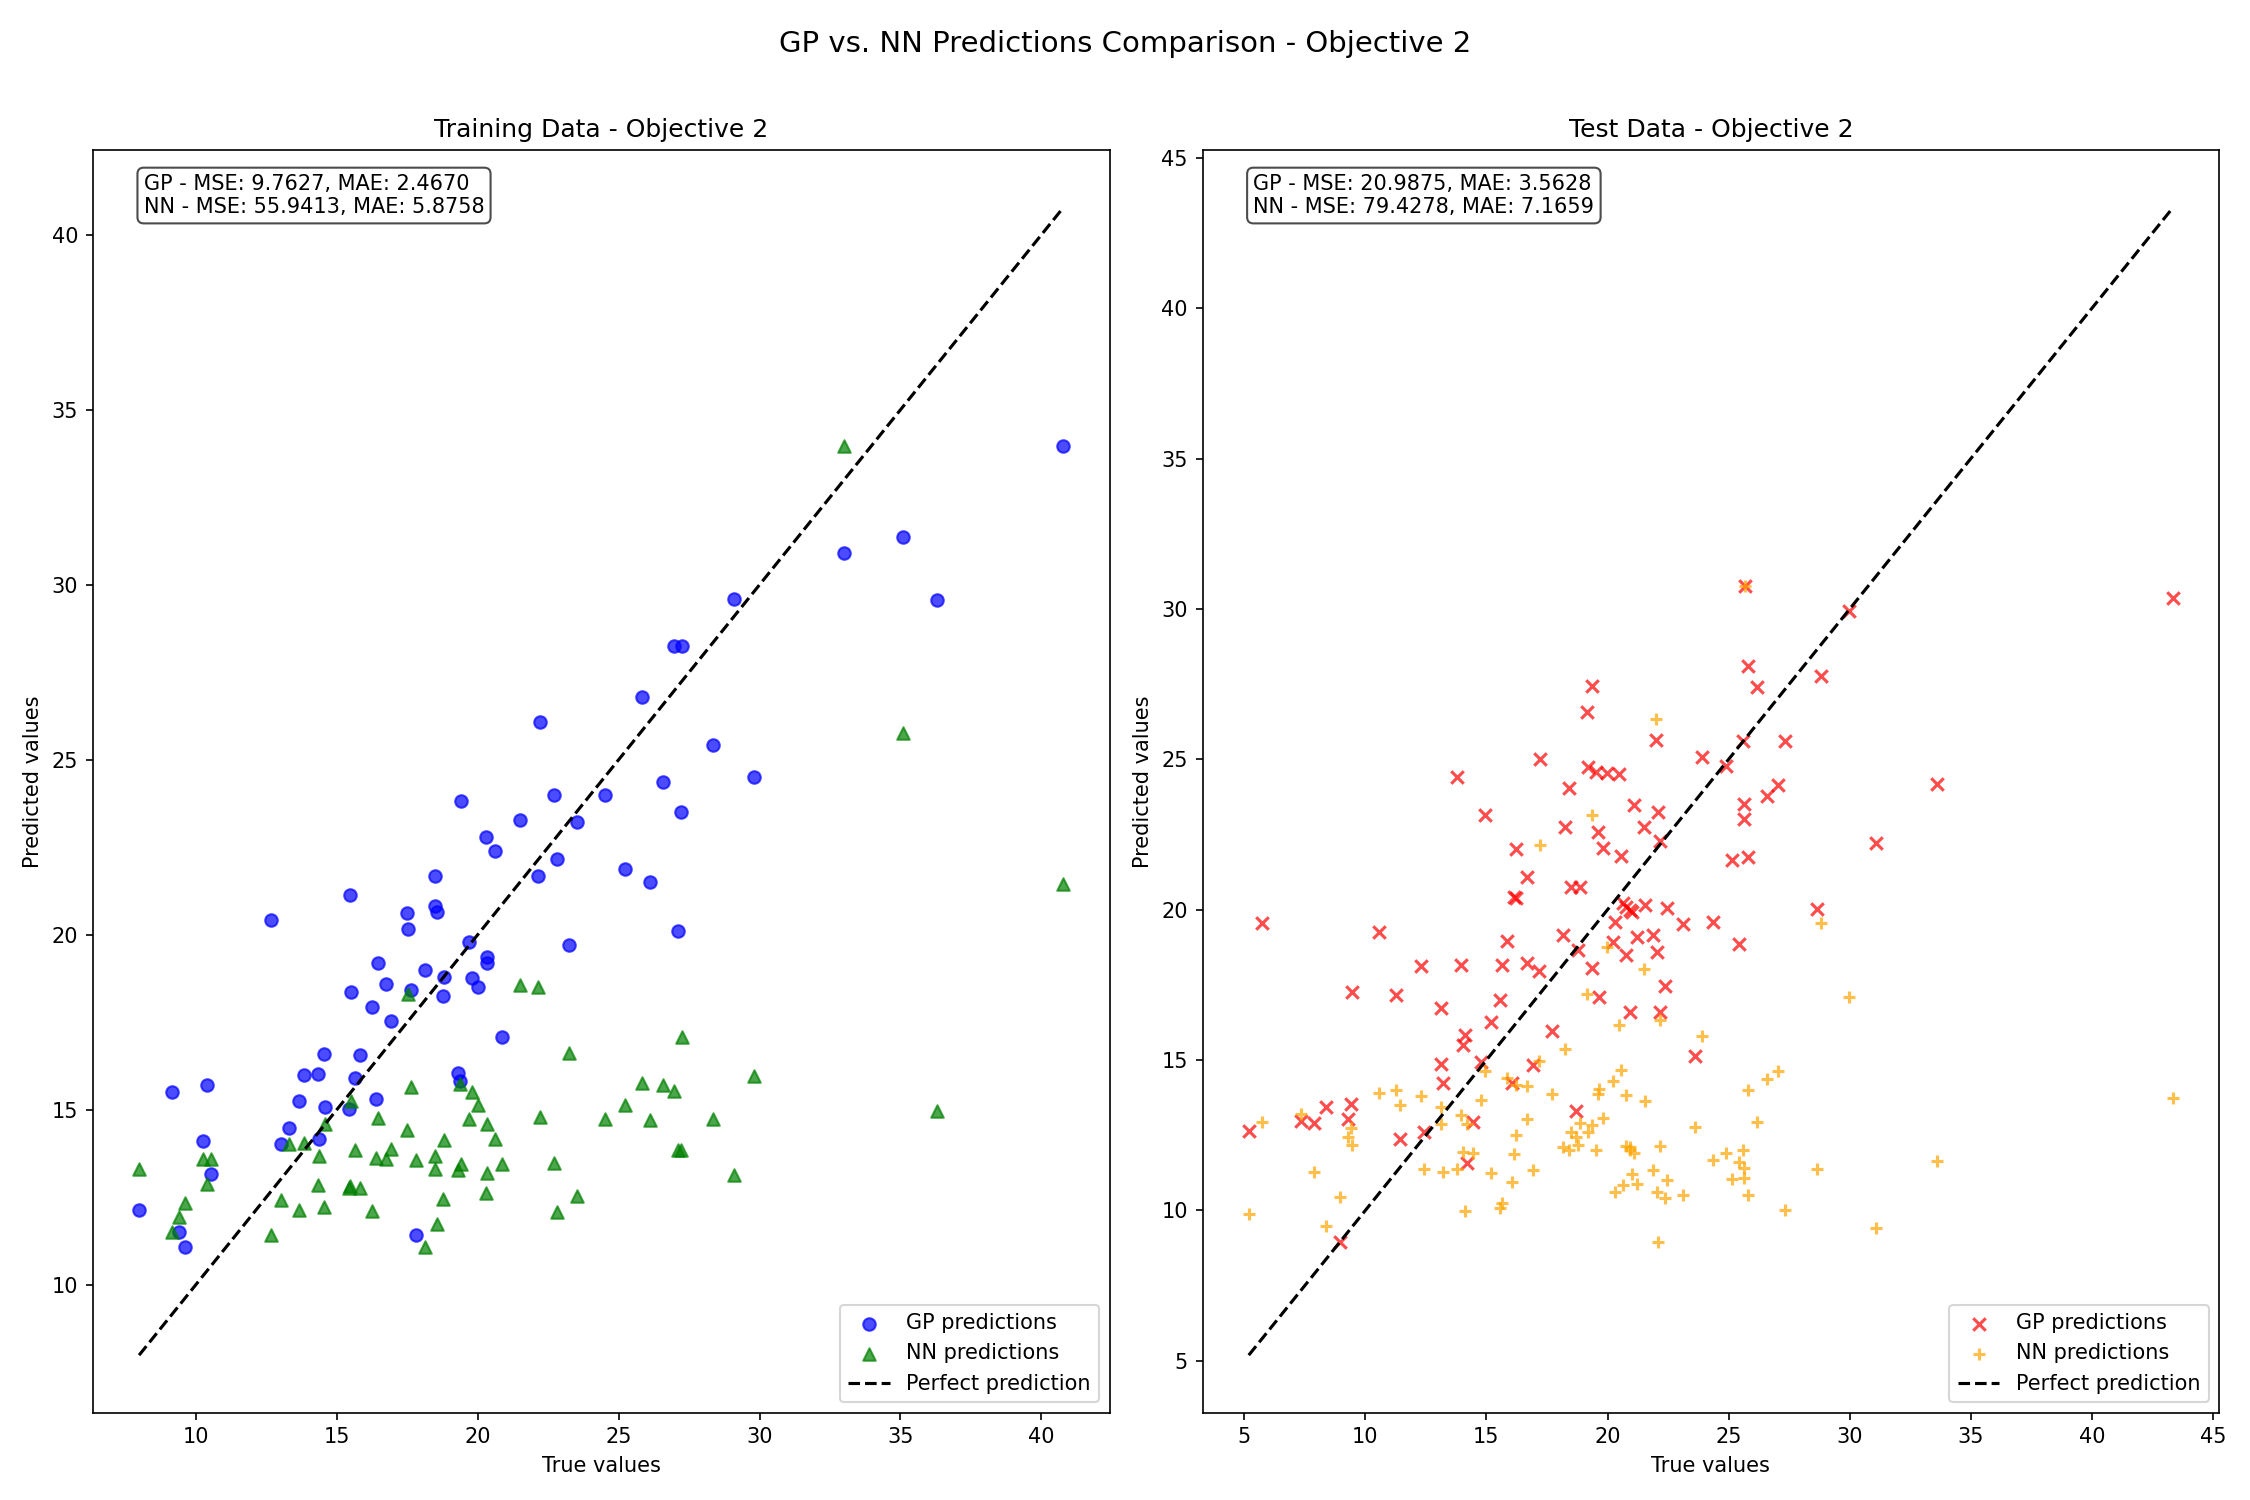 GP vs. NN Predictions Comparison - Objective 2
Training Data - Objective 2
GP - MSE: 9.7627, MAE: 2.4670
NN - MSE: 55.9413, MAE: 5.8758
Predicted values
40
35
30
25
20
15
10
GP predictions
NN predictions
Perfect prediction
10 15 20 25 30 35 40
True values
Test Data - Objective 2
GP - MSE: 20.9875, MAE: 3.5628
NN - MSE: 79.4278, MAE: 7.1659
Predicted values
45
40
35
30
25
20
15
10
5
GP predictions
NN predictions
Perfect prediction
5 10 15 20 25 30 35 40 45
True values